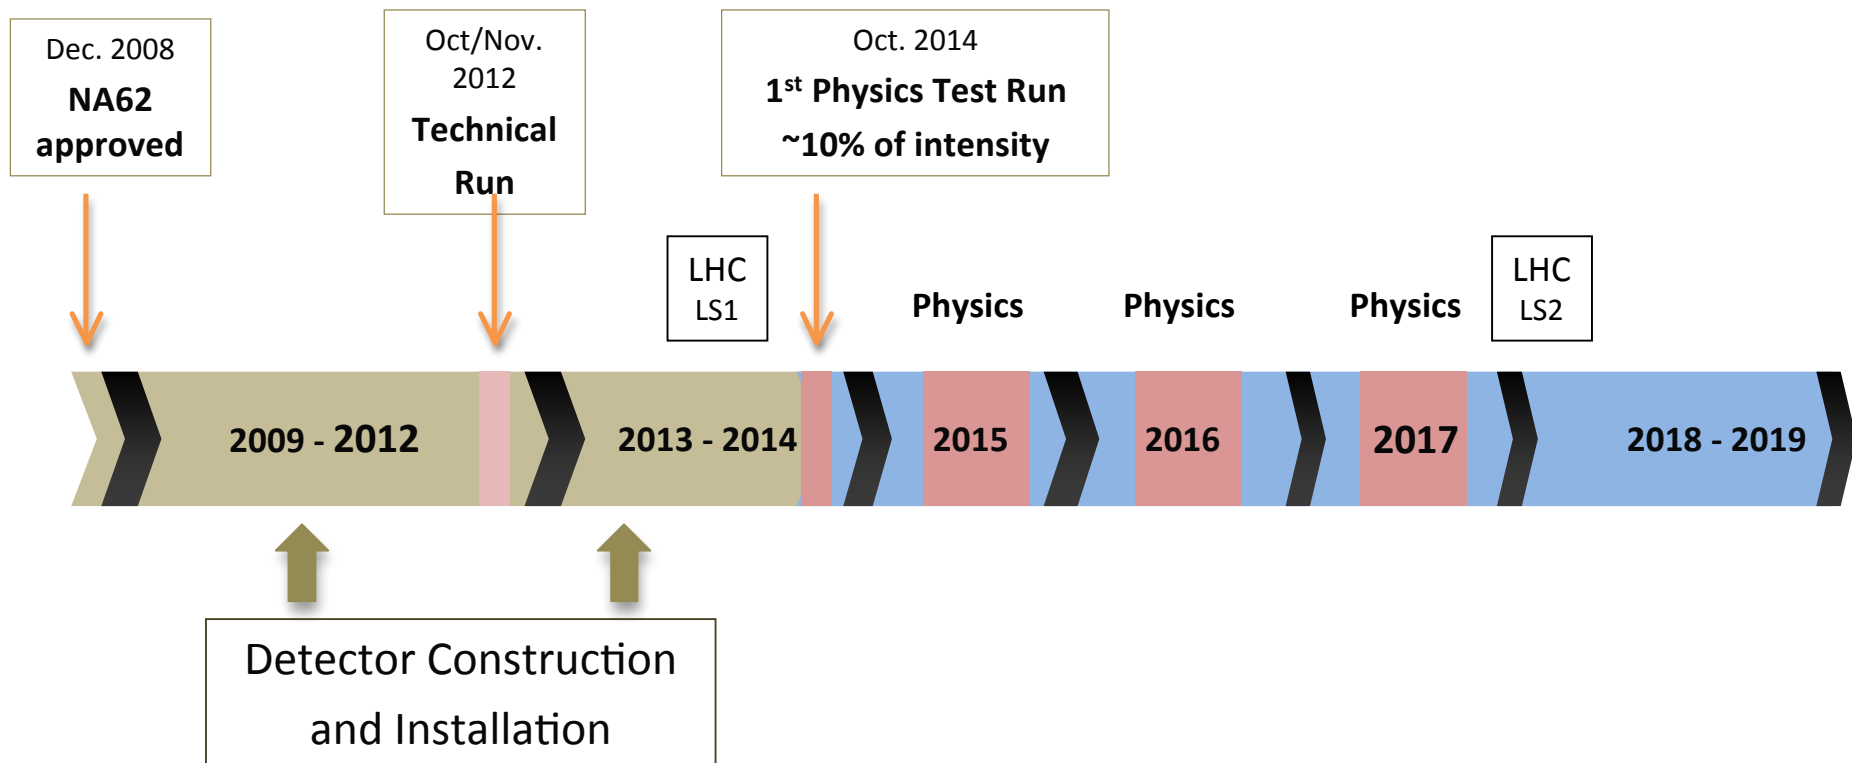 Dec. 2008
NA62
approved
Oct/Nov.
2012
Technical
Run
Oct. 2014
1st Physics Test Run
~10% of intensity
LHC
LS1
Physics
Physics
Physics
LHC
LS2
2009 - 2012
2013 - 2014
2015
2016
2017
2018 - 2019
Detector Construction
and Installation